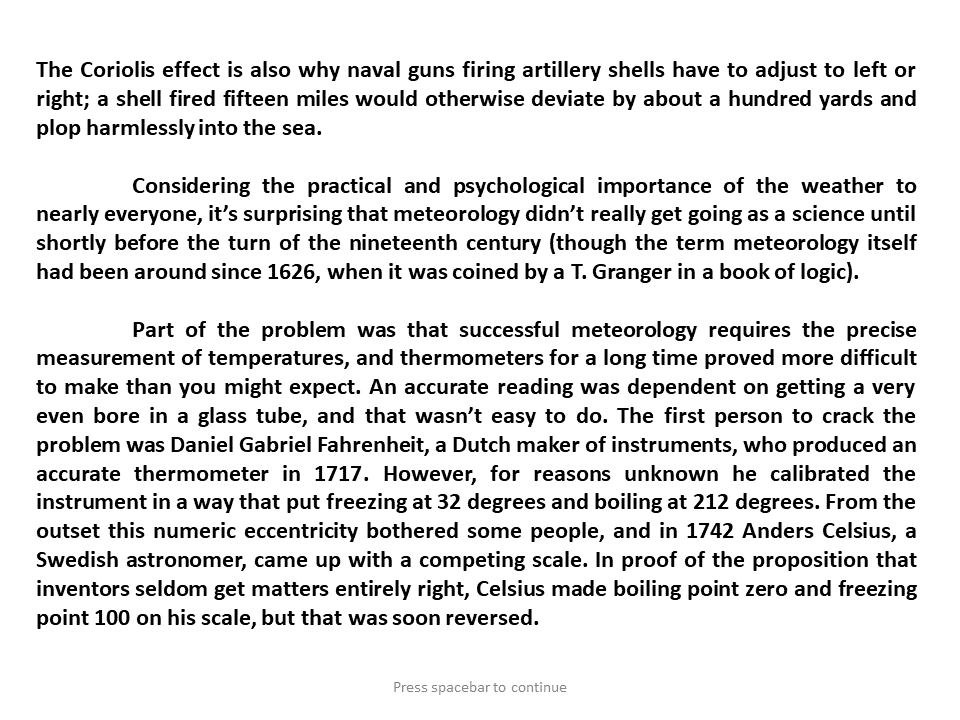 The Coriolis effect is also why naval guns firing artillery shells have to adjust to left or
right; a shell fired fifteen miles would otherwise deviate by about a hundred yards and
plop harmlessly into the sea.
Considering the practical and psychological importance of the weather to
nearly everyone, it’s surprising that meteorology didn’t really get going as a science until
shortly before the turn of the nineteenth century (though the term meteorology itself
had been around since 1626, when it was coined by a T. Granger in a book of logic).
Part of the problem was that successful meteorology requires the precise
measurement of temperatures, and thermometers for a long time proved more difficult
to make than you might expect. An accurate reading was dependent on getting a very
even bore in a glass tube, and that wasn’t easy to do. The first person to crack the
problem was Daniel Gabriel Fahrenheit, a Dutch maker of instruments, who produced an
accurate thermometer in 1717. However, for reasons unknown he calibrated the
instrument in a way that put freezing at 32 degrees and boiling at 212 degrees. From the
outset this numeric eccentricity bothered some people, and in 1742 Anders Celsius, a
Swedish astronomer, came up with a competing scale. In proof of the proposition that
inventors seldom get matters entirely right, Celsius made boiling point zero and freezing
point 100 on his scale, but that was soon reversed.
Press spacebar to continue